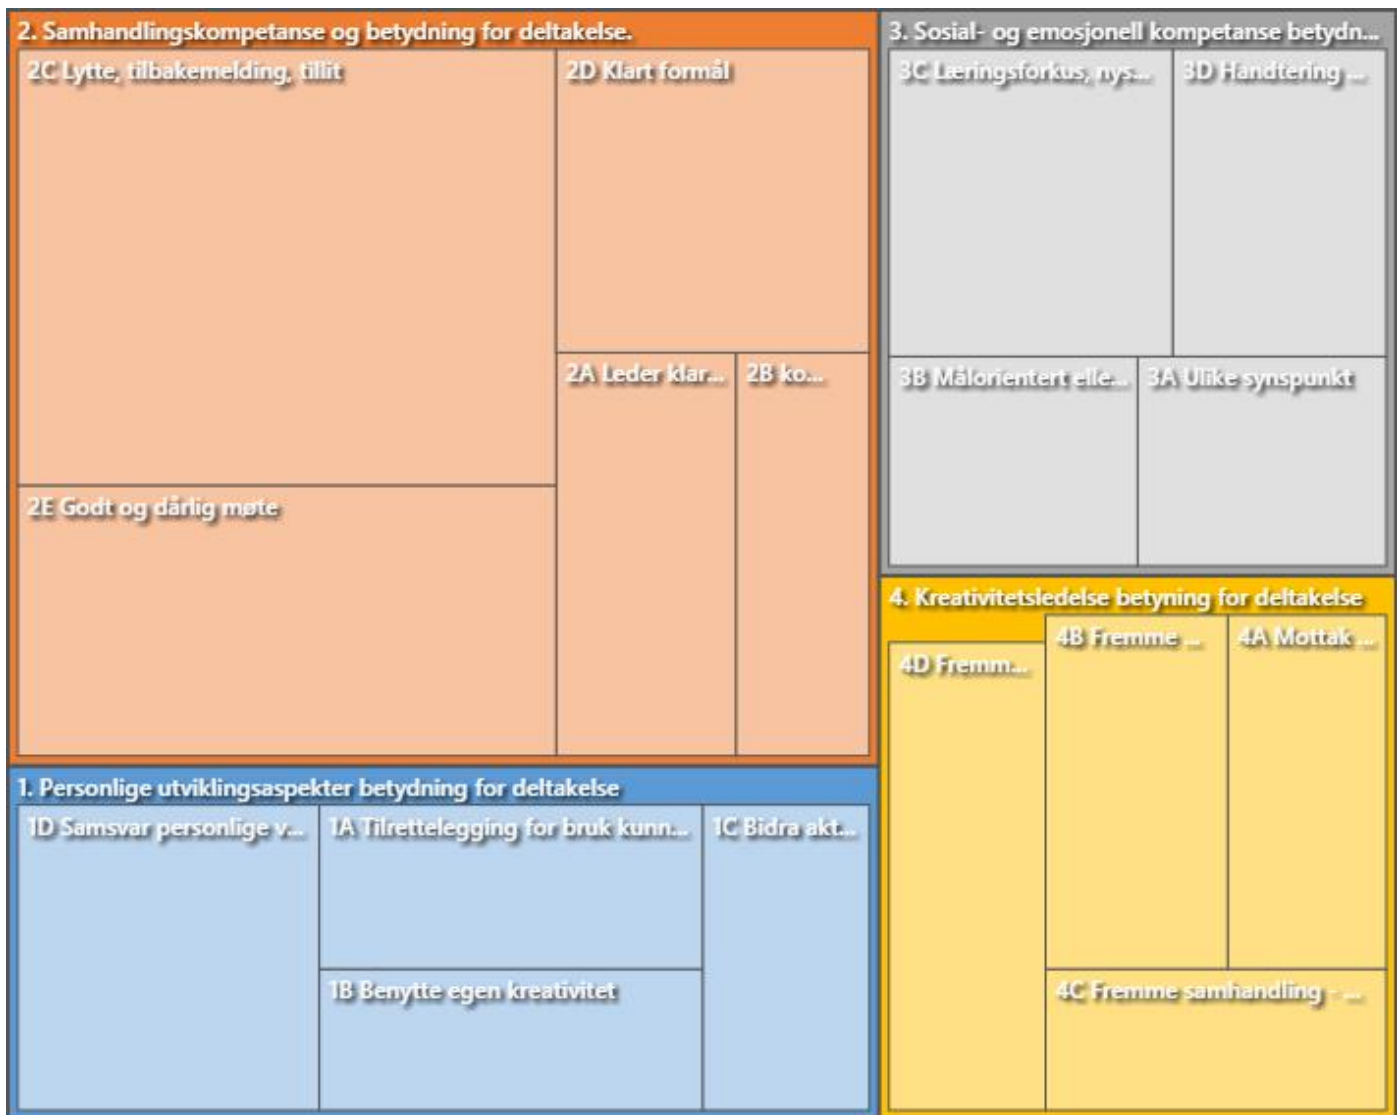 2. Samhandlingskompetanse og betydning for deltakelse.
2C Lytte, tilbakemelding, tillit
2D Klart formål
2A Leder klar...
2B ko...
2E Godt og dårlig møte
1. Personlige utviklingsaspekter betydning for deltakelse
1D Samsvar personlige v...
1A Tilrettelegging for bruk kunn...
1C Bidra akt...
1B Benytte egen kreativitet
3. Sosial- og emosjonell kompetanse betydn...
3C Læringsforkus, nys...
3D Handtering ...
3B Målorientert elle...
3A Ulike synspunkt
4. Kreativitetsledelse betyning for deltakelse
4D Fremm...
4B Fremme ...
4A Mottak ...
4C Fremme samhandling - ...